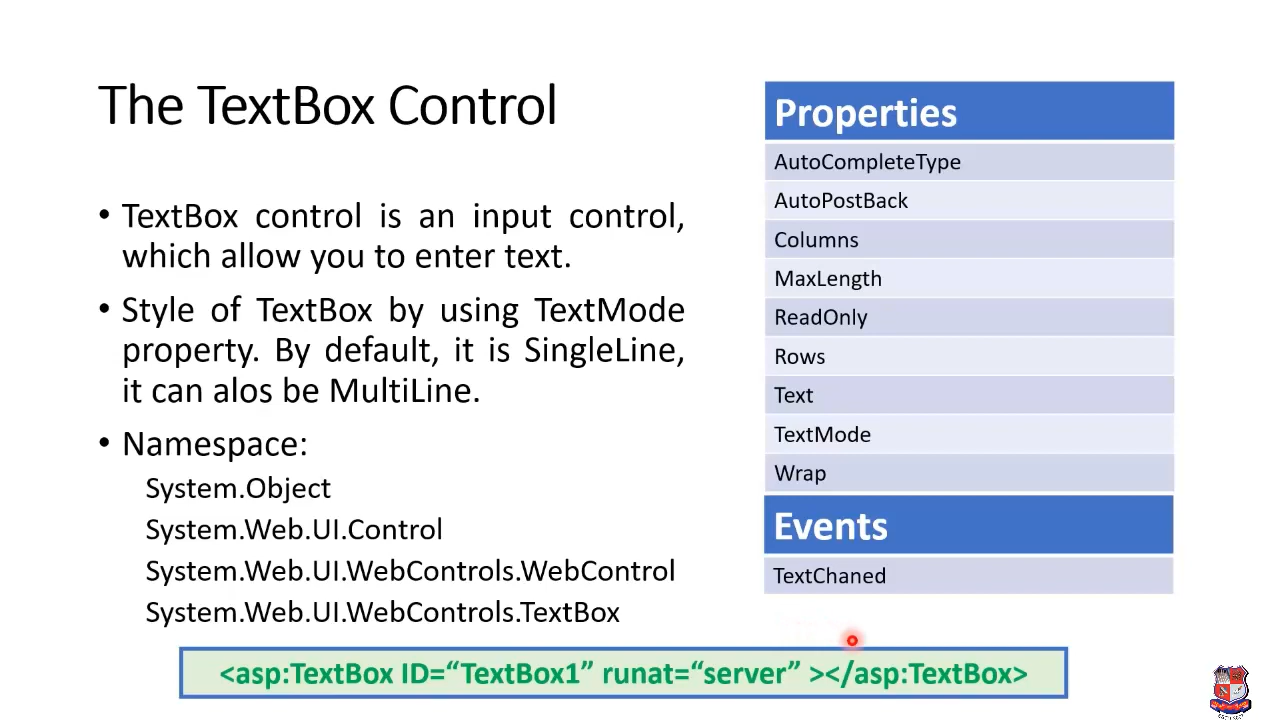 The TextBox Control
• TextBox control is an input control,
which allow you to enter text.
• Style of TextBox by using TextMode
property. By default, it is SingleLine,
it can alos be MultiLine.
• Namespace:
System.Object
System.Web.UI.Control
System.Web.UI.WebControls.WebControl
System.Web.UI.WebControls.TextBox
Properties
AutoCompleteType
AutoPostBack
Columns
MaxLength
ReadOnly
Rows
Text
TextMode
Wrap
Events
TextChaned
<asp:TextBox ID=“TextBox1” runat=“server” ></asp:TextBox>